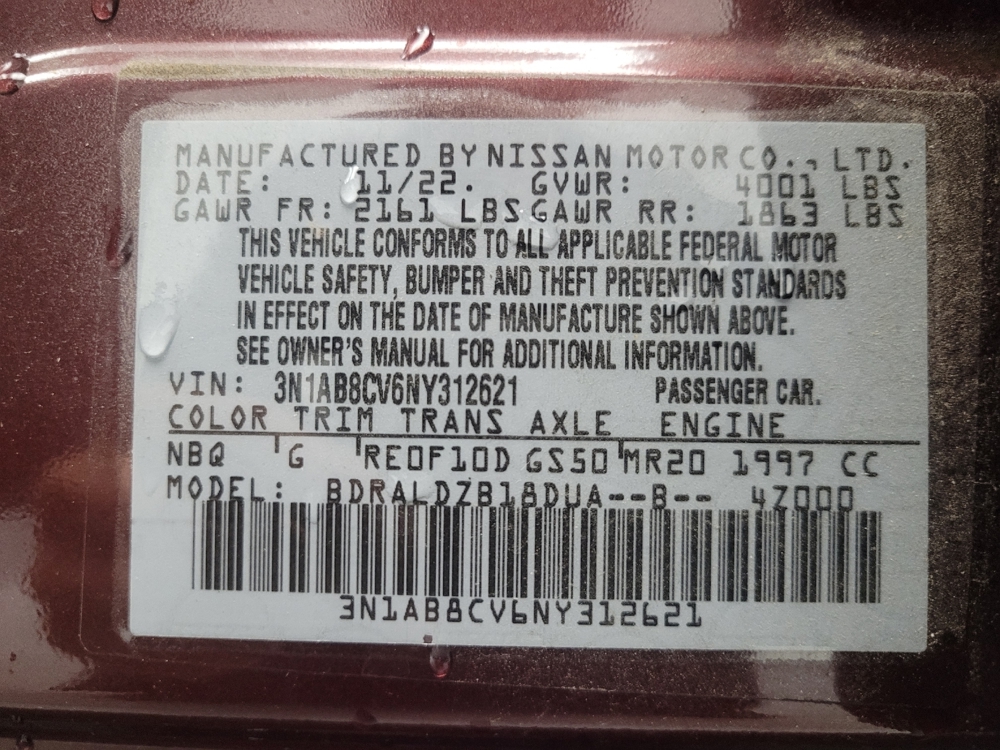 MANUFACTURED BY NISSAN MOTOR CO., LTD.
DATE: 11/22. GVWR: 4001 LBS
GAWR FR: 2161 LBS GAWR RR: 1863 LBS
THIS VEHICLE CONFORMS TO ALL APPLICABLE FEDERAL MOTOR
VEHICLE SAFETY, BUMPER AND THEFT PREVENTION STANDARDS
IN EFFECT ON THE DATE OF MANUFACTURE SHOWN ABOVE.
SEE OWNER'S MANUAL FOR ADDITIONAL INFORMATION.
VIN: 3N1AB8CV6NY312621 PASSENGER CAR.
COLOR TRIM TRANS AXLE ENGINE
NBQ G RE0F10D GS50 MR20 1997 CC
MODEL: BDRALDZB18DUA--B-- 4Z000
3N1AB8CV6NY312621